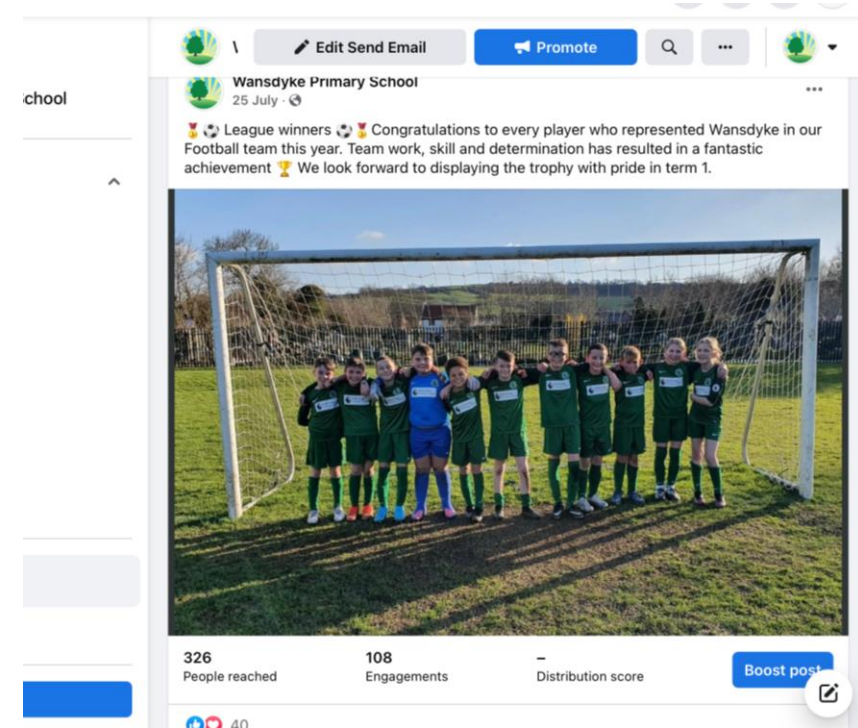 \ Edit Send Email Promote
chool
Wansdyke Primary School
25 July ·
🏅 ⚽ League winners ⚽ 🏅 Congratulations to every player who represented Wansdyke in our
Football team this year. Team work, skill and determination has resulted in a fantastic
achievement 🏆 We look forward to displaying the trophy with pride in term 1.
326 108 –
People reached Engagements Distribution score
Boost post
40